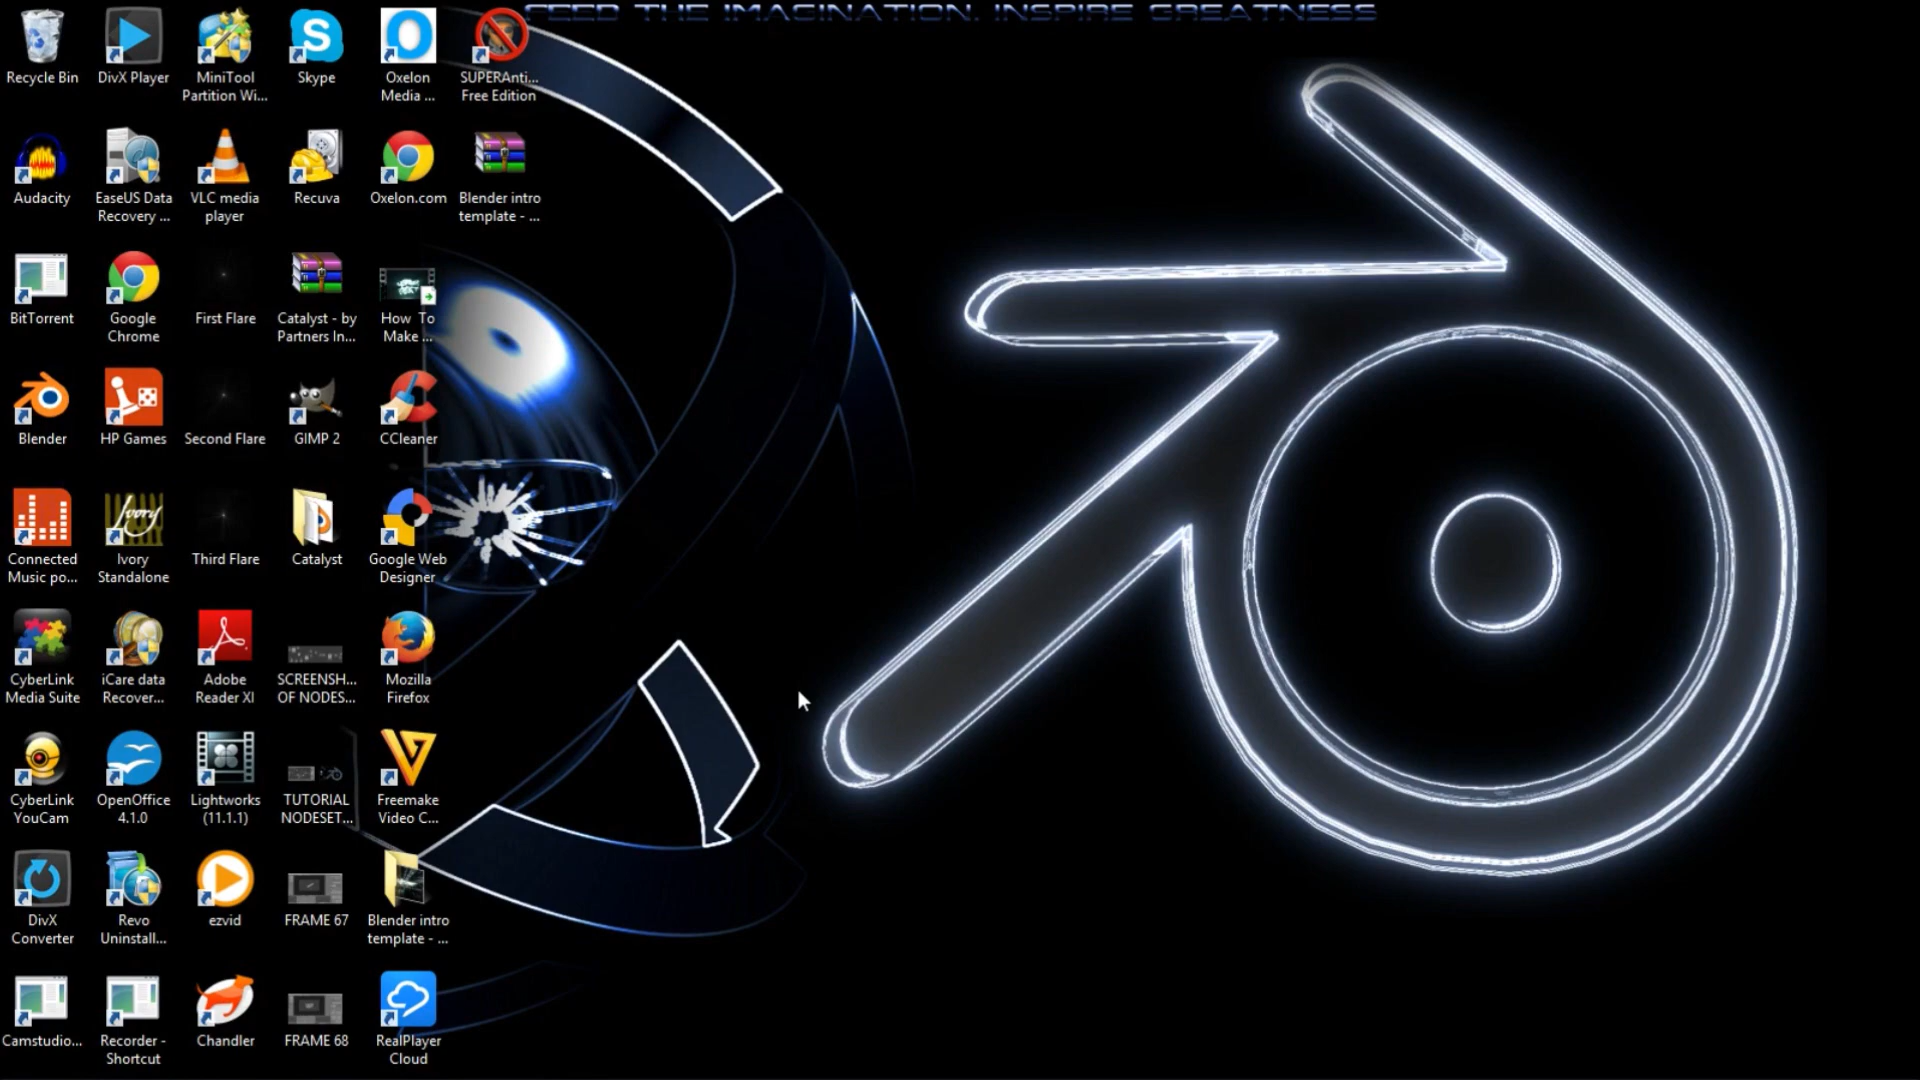 FEED THE IMAGINATION. INSPIRE GREATNESS
Recycle Bin
DivX Player
MiniTool
Partition Wi...
Skype
Oxelon
Media ...
SUPERAnti...
Free Edition
Audacity
EaseUS Data
Recovery ...
VLC media
player
Recuva
Oxelon.com
Blender intro
template - ...
BitTorrent
Google
Chrome
First Flare
Catalyst - by
Partners In...
How To
Make ...
Blender
HP Games
Second Flare
GIMP 2
CCleaner
Connected
Music po...
Ivory
Ivory
Standalone
Third Flare
Catalyst
Google Web
Designer
CyberLink
Media Suite
iCare data
Recover...
Adobe
Reader XI
SCREENSH...
OF NODES...
Mozilla
Firefox
CyberLink
YouCam
OpenOffice
4.1.0
Lightworks
(11.1.1)
TUTORIAL
NODESET...
Freemake
Video C...
DivX
Converter
Revo
Uninstall...
ezvid
FRAME 67
Blender intro
template - ...
Camstudio...
Recorder -
Shortcut
Chandler
FRAME 68
RealPlayer
Cloud